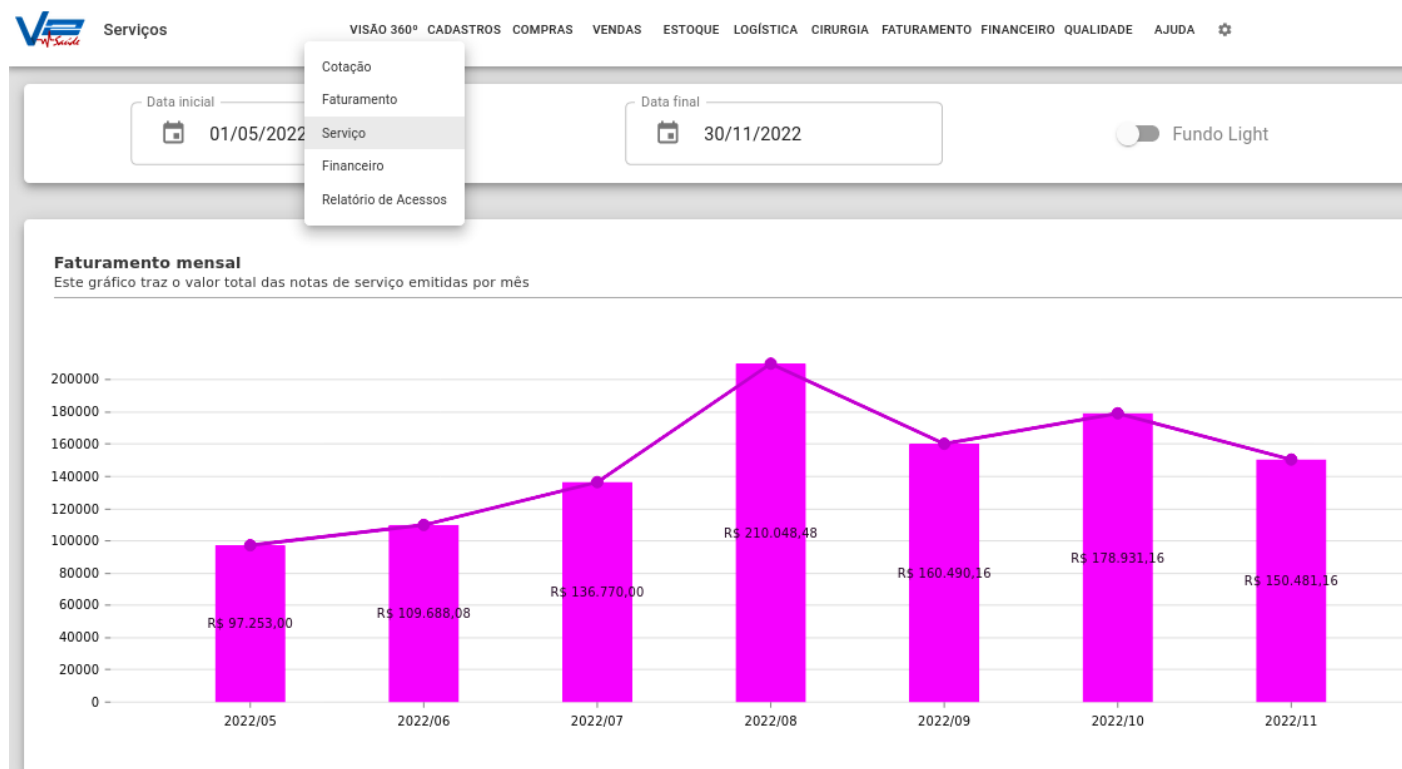 VP Saúde
Serviços
VISÃO 360º CADASTROS COMPRAS VENDAS ESTOQUE LOGÍSTICA CIRURGIA FATURAMENTO FINANCEIRO QUALIDADE AJUDA
Cotação
Faturamento
Serviço
Financeiro
Relatório de Acessos
Data inicial
01/05/2022
Data final
30/11/2022
Fundo Light
Faturamento mensal
Este gráfico traz o valor total das notas de serviço emitidas por mês
200000
180000
160000
140000
120000
100000
80000
60000
40000
20000
0
R$ 97.253,00
R$ 109.688,08
R$ 136.770,00
R$ 210.048,48
R$ 160.490,16
R$ 178.931,16
R$ 150.481,16
2022/05 2022/06 2022/07 2022/08 2022/09 2022/10 2022/11